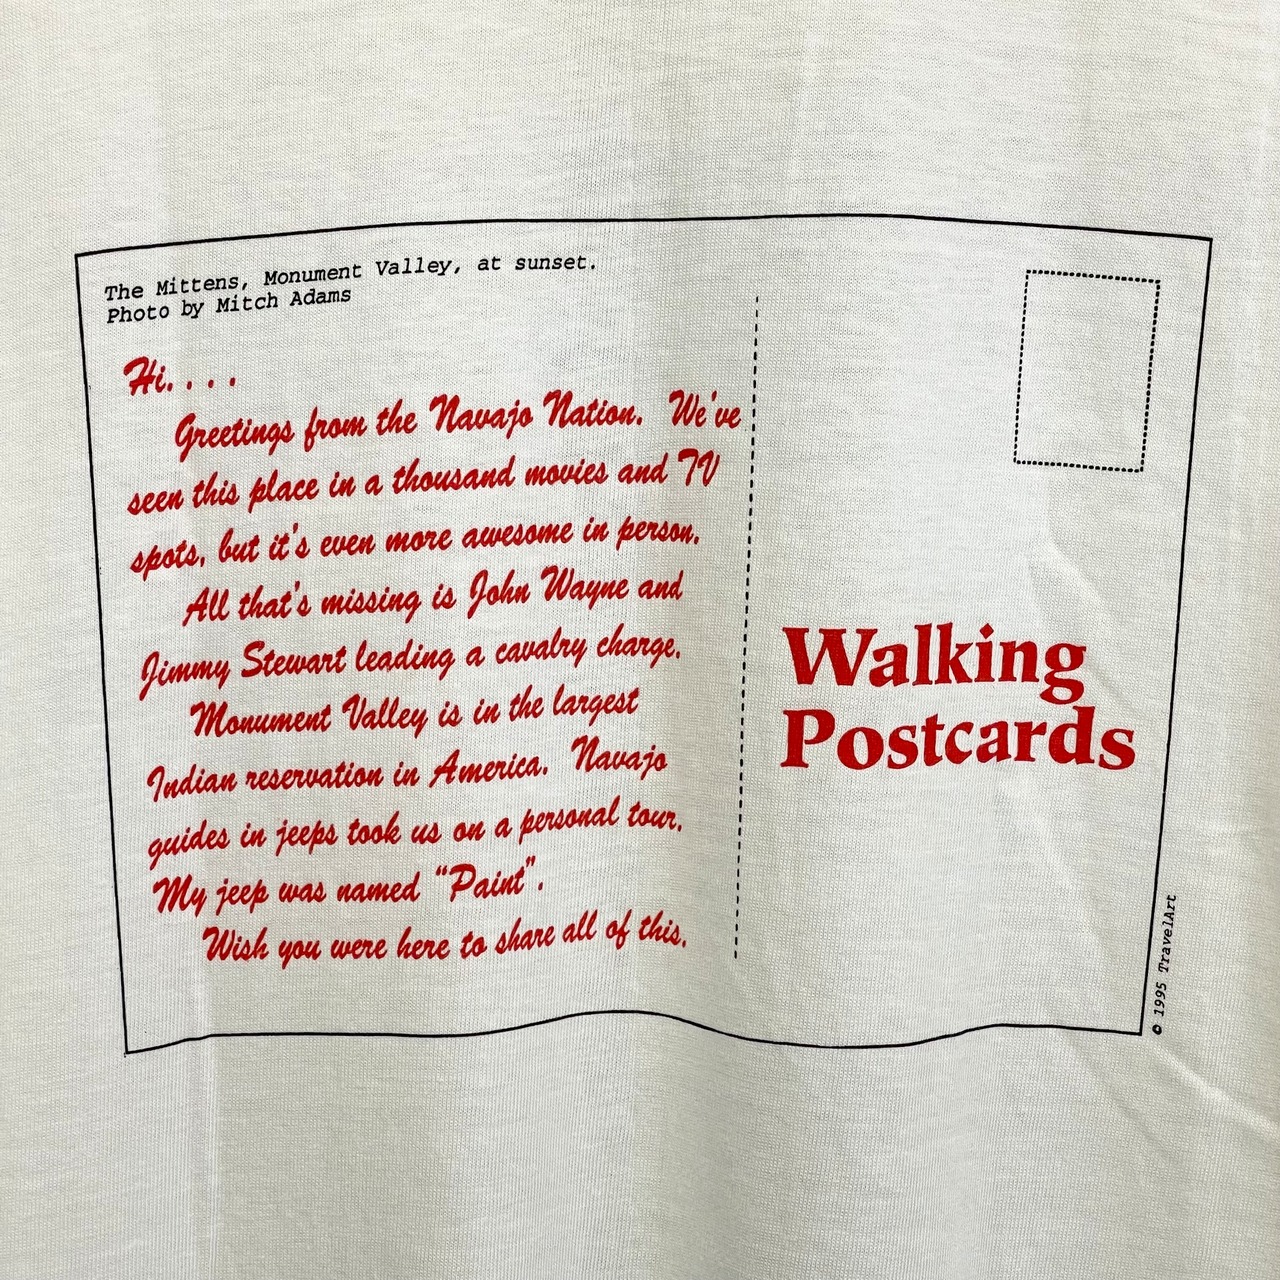 The Mittens, Monument Valley, at sunset.
Photo by Mitch Adams
Hi. . . .
Greetings from the Navajo Nation. We've
seen this place in a thousand movies and TV
spots, but it's even more awesome in person.
All that's missing is John Wayne and
Jimmy Stewart leading a cavalry charge.
Monument Valley is in the largest
Indian reservation in America. Navajo
guides in jeeps took us on a personal tour.
My jeep was named "Paint".
Wish you were here to share all of this.
Walking
Postcards
© 1995 TravelArt